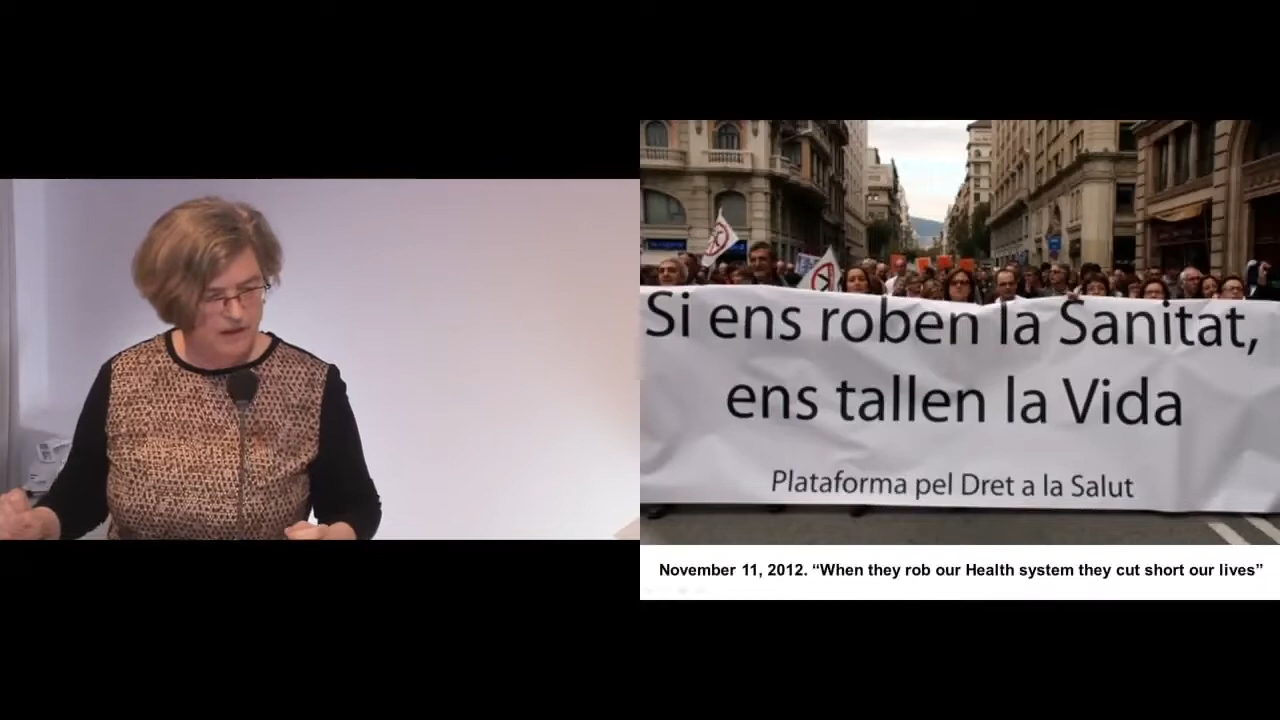 Si ens roben la Sanitat,
ens tallen la Vida
Plataforma pel Dret a la Salut
November 11, 2012. “When they rob our Health system they cut short our lives”